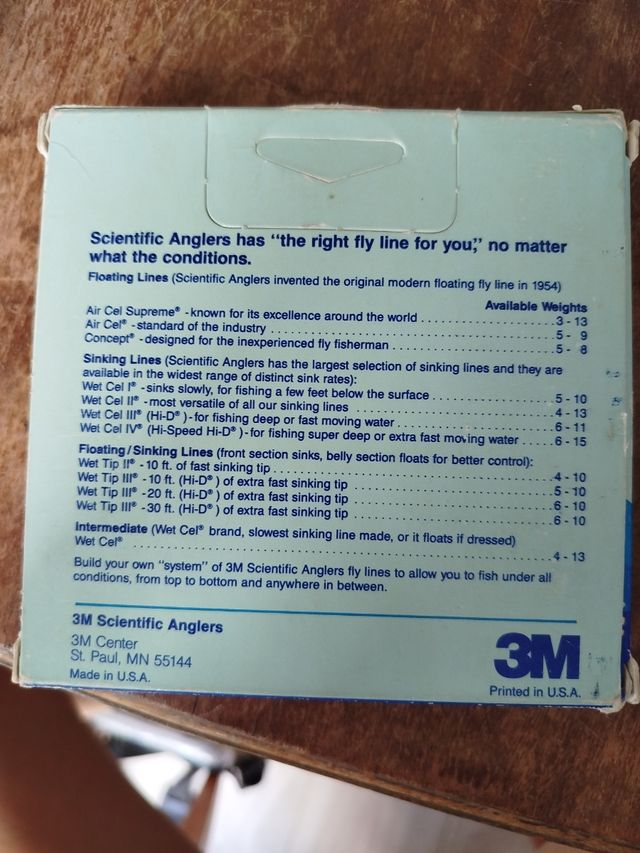 Scientific Anglers has "the right fly line for you," no matter
what the conditions.
Floating Lines (Scientific Anglers invented the original modern floating fly line in 1954)
Available Weights
Air Cel Supreme® - known for its excellence around the world ................ 3 - 13
Air Cel® - standard of the industry ................ 5 - 9
Concept® - designed for the inexperienced fly fisherman ................ 5 - 8
Sinking Lines (Scientific Anglers has the largest selection of sinking lines and they are
available in the widest range of distinct sink rates):
Wet Cel I® - sinks slowly, for fishing a few feet below the surface ................ 5 - 10
Wet Cel II® - most versatile of all our sinking lines ................ 4 - 13
Wet Cel III® (Hi-D®) - for fishing deep or fast moving water ................ 6 - 11
Wet Cel IV® (Hi-Speed Hi-D®) - for fishing super deep or extra fast moving water ..... 6 - 15
Floating/Sinking Lines (front section sinks, belly section floats for better control):
Wet Tip II® - 10 ft. of fast sinking tip ................ 4 - 10
Wet Tip III® - 10 ft. (Hi-D®) of extra fast sinking tip ................ 5 - 10
Wet Tip III® - 20 ft. (Hi-D®) of extra fast sinking tip ................ 6 - 10
Wet Tip III® - 30 ft. (Hi-D®) of extra fast sinking tip ................ 6 - 10
Intermediate (Wet Cel® brand, slowest sinking line made, or it floats if dressed)
Wet Cel® ................ 4 - 13
Build your own "system" of 3M Scientific Anglers fly lines to allow you to fish under all
conditions, from top to bottom and anywhere in between.
3M Scientific Anglers
3M Center
St. Paul, MN 55144
Made in U.S.A.
3M
Printed in U.S.A.